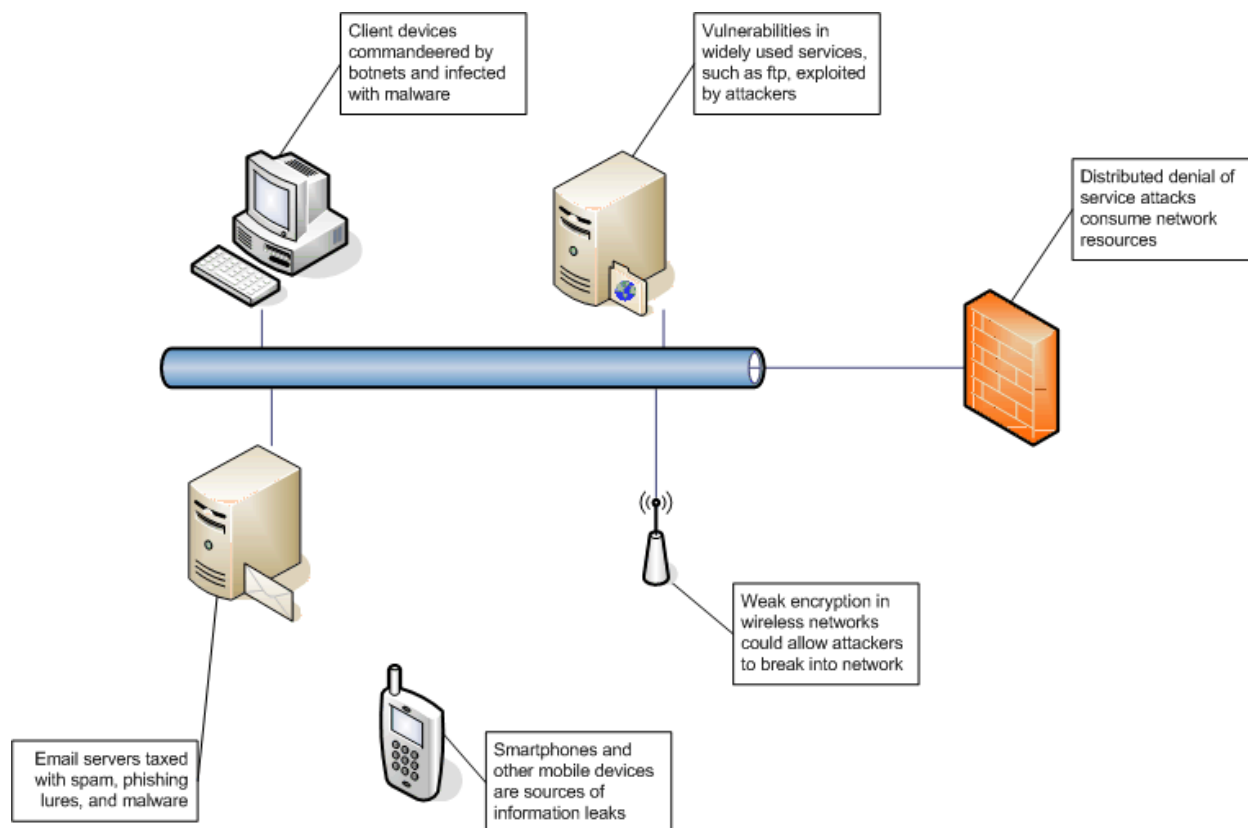 Client devices
commandeered by
botnets and infected
with malware
Vulnerabilities in
widely used services,
such as ftp, exploited
by attackers
Distributed denial of
service attacks
consume network
resources
Weak encryption in
wireless networks
could allow attackers
to break into network
Email servers taxed
with spam, phishing
lures, and malware
Smartphones and
other mobile devices
are sources of
information leaks